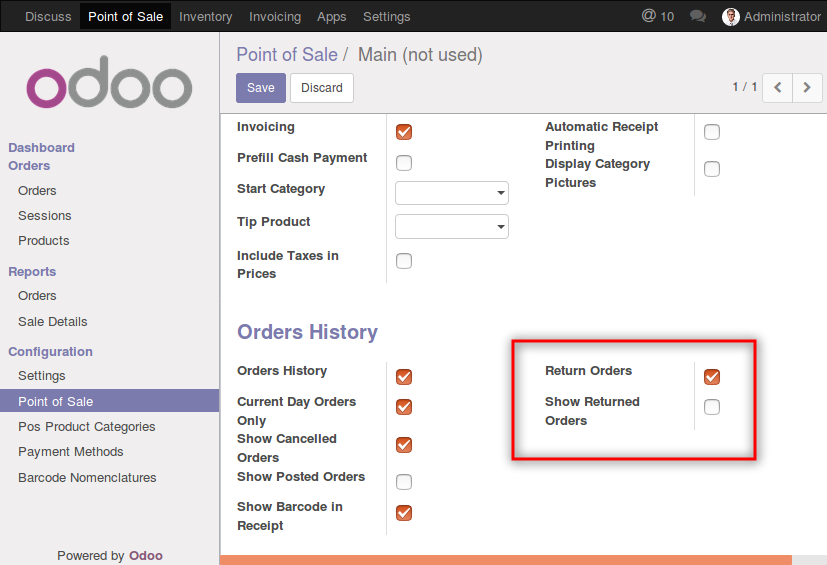 Discuss Point of Sale Inventory Invoicing Apps Settings @ 10 Administrator
odoo
Dashboard
Orders
Orders
Sessions
Products
Reports
Orders
Sale Details
Configuration
Settings
Point of Sale
Pos Product Categories
Payment Methods
Barcode Nomenclatures
Powered by Odoo
Point of Sale / Main (not used)
Save Discard
1 / 1
Invoicing
Prefill Cash Payment
Start Category
Tip Product
Include Taxes in
Prices
Automatic Receipt
Printing
Display Category
Pictures
Orders History
Orders History
Current Day Orders
Only
Show Cancelled
Orders
Show Posted Orders
Show Barcode in
Receipt
Return Orders
Show Returned
Orders